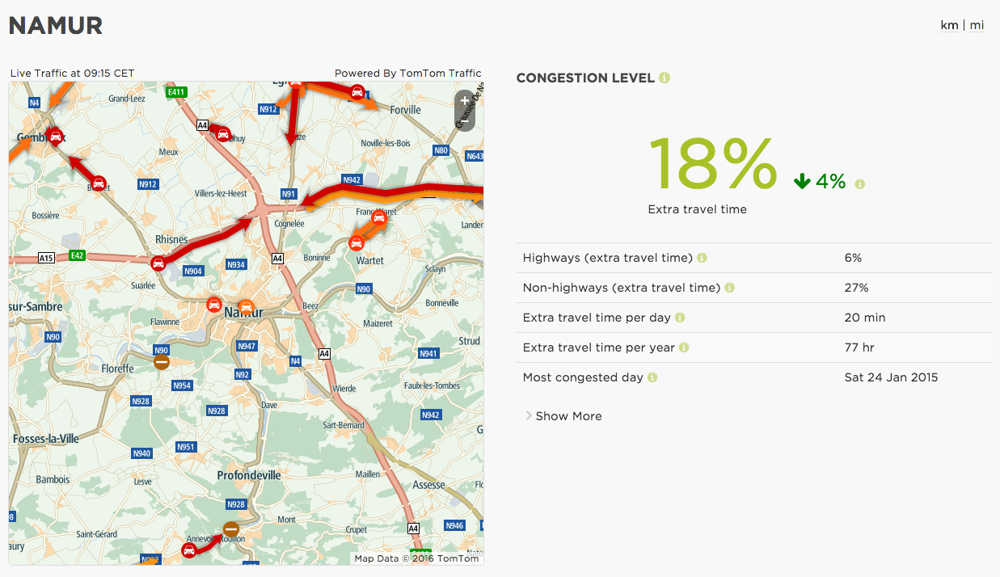 NAMUR
km | mi
Live Traffic at 09:15 CET
Powered By TomTom Traffic
E411
Grand-Leez
N4
N912
Forville
A4
Noville-les-Bois
Meux
N80
N643
N912
N942
Villers-lez-Heest
N91
Bossière
Cognelée
Rhisnes
A15
E42
N934
A4
Boninne
Wartet
N904
Sclayn
Suarlée
N90
sur-Sambre
Namur
Beez
Bonneville
Flawinne
Maizeret
N90
Strud
N90
N947
N941
A4
Floreffe
N4
N92
N954
Wierde
Faulx-les-Tombes
N928
Dave
N928
N942
Sart-Bernard
Fosses-la-Ville
N951
N940
Profondeville
Maillen
Bambois
Lesve
Assesse
N928
Mont
A4
N946
Saint-Gérard
Crupet
Map Data © 2016 TomTom
CONGESTION LEVEL
18%
4%
Extra travel time
Highways (extra travel time) 6%
Non-highways (extra travel time) 27%
Extra travel time per day 20 min
Extra travel time per year 77 hr
Most congested day Sat 24 Jan 2015
Show More